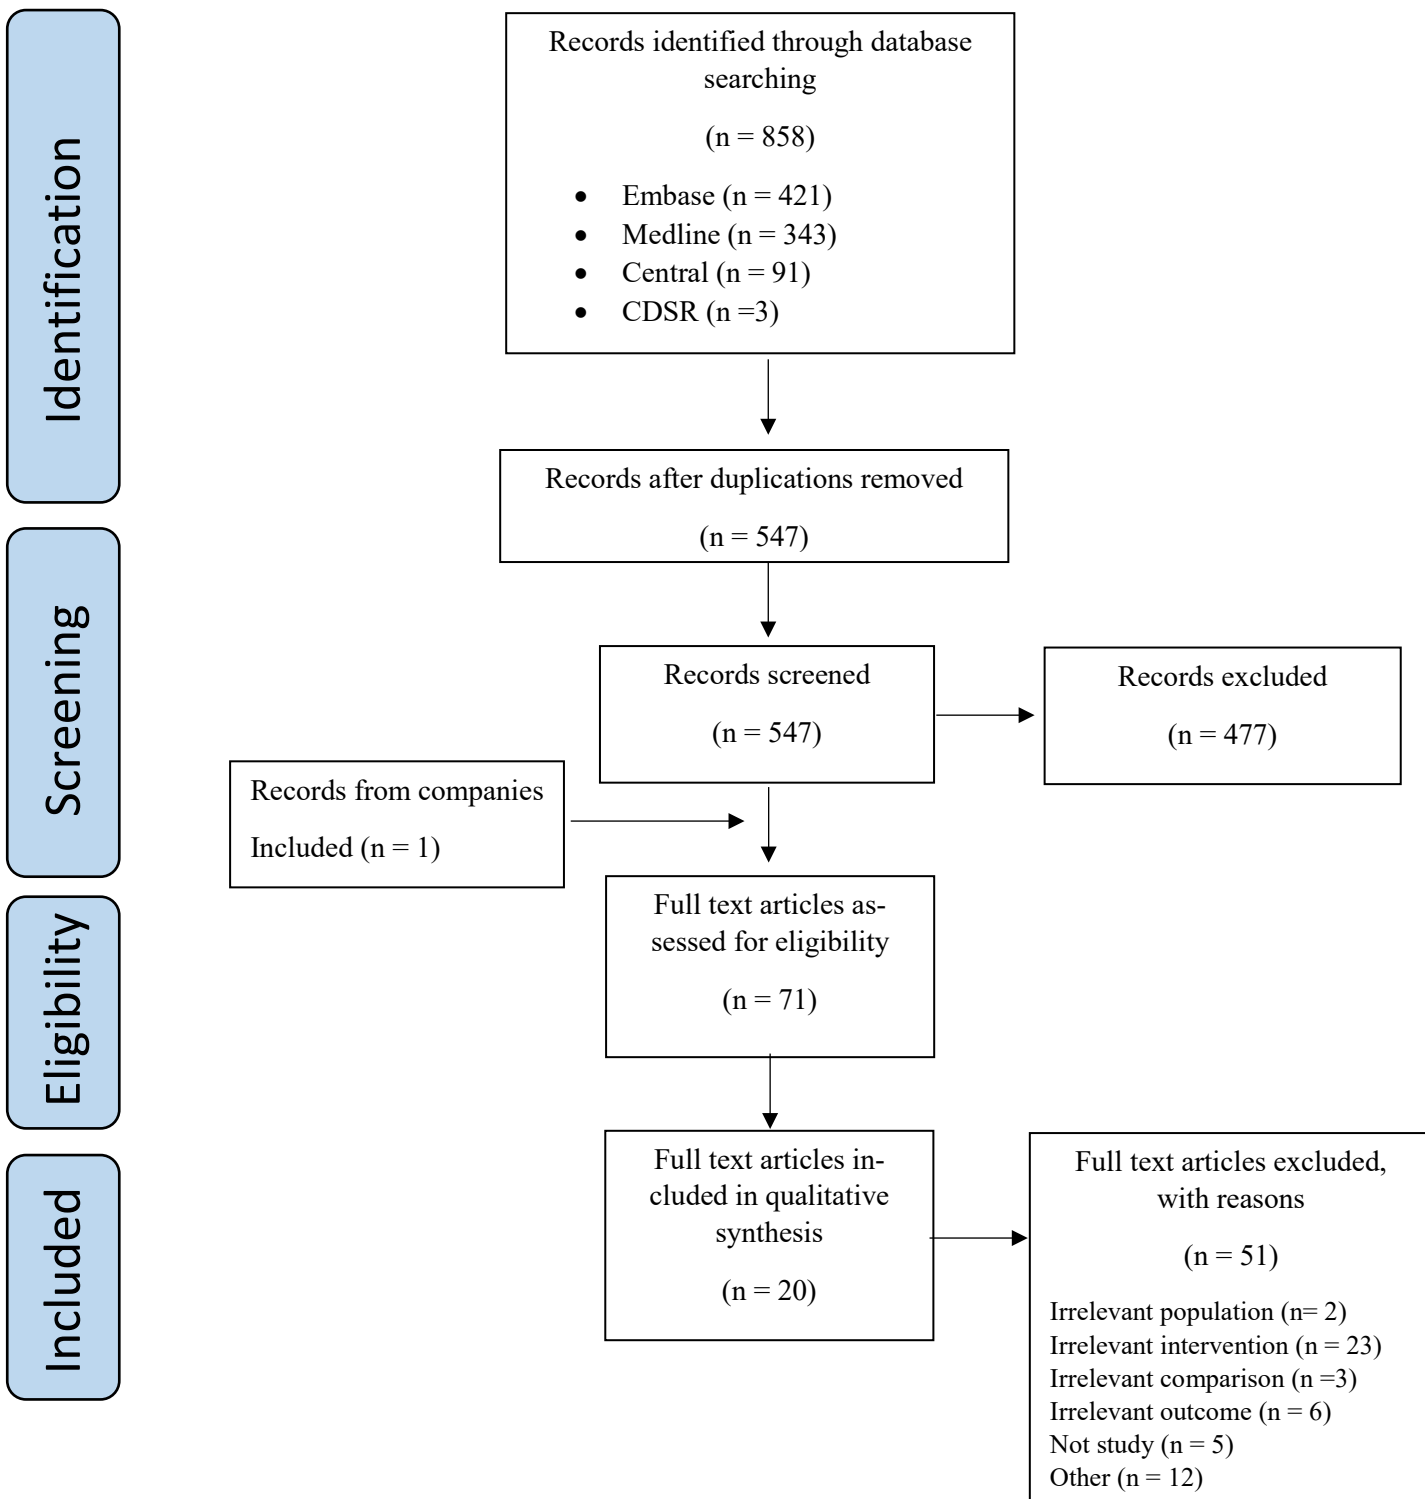 Identification
Records identified through database
searching
(n = 858)
• Embase (n = 421)
• Medline (n = 343)
• Central (n = 91)
• CDSR (n =3)
Records after duplications removed
(n = 547)
Screening
Records screened
(n = 547)
Records excluded
(n = 477)
Records from companies
Included (n = 1)
Eligibility
Full text articles as-
sessed for eligibility
(n = 71)
Included
Full text articles in-
cluded in qualitative
synthesis
(n = 20)
Full text articles excluded,
with reasons
(n = 51)
Irrelevant population (n= 2)
Irrelevant intervention (n = 23)
Irrelevant comparison (n =3)
Irrelevant outcome (n = 6)
Not study (n = 5)
Other (n = 12)